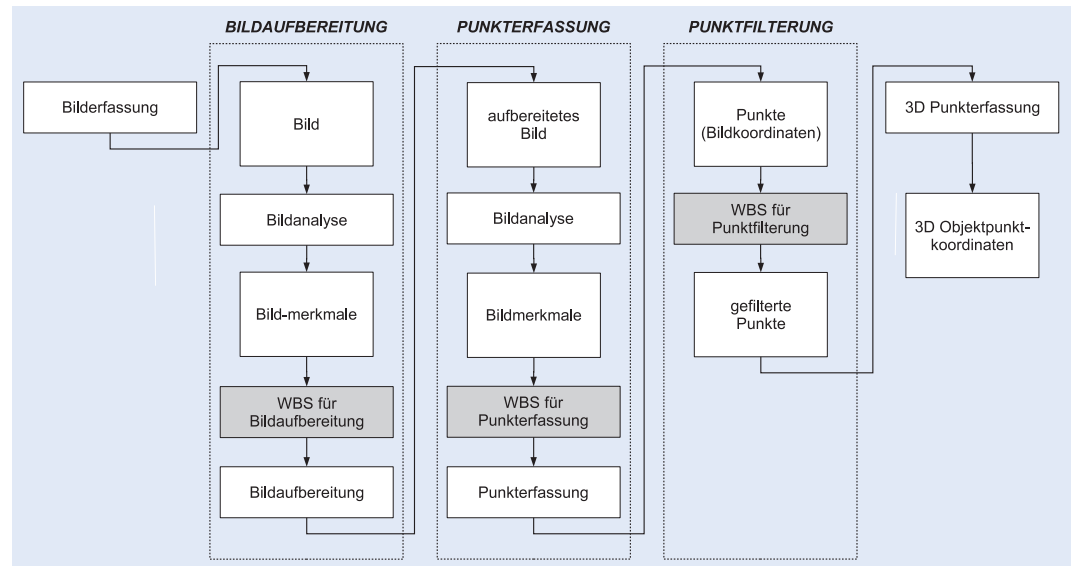 BILDAUFBEREITUNG
PUNKTERFASSUNG
PUNKTFILTERUNG
Bilderfassung
Bild
Bildanalyse
Bild-merkmale
WBS für
Bildaufbereitung
Bildaufbereitung
aufbereitetes
Bild
Bildanalyse
Bildmerkmale
WBS für
Punkterfassung
Punkterfassung
Punkte
(Bildkoordinaten)
WBS für
Punktfilterung
gefilterte
Punkte
3D Punkterfassung
3D Objektpunkt-
koordinaten